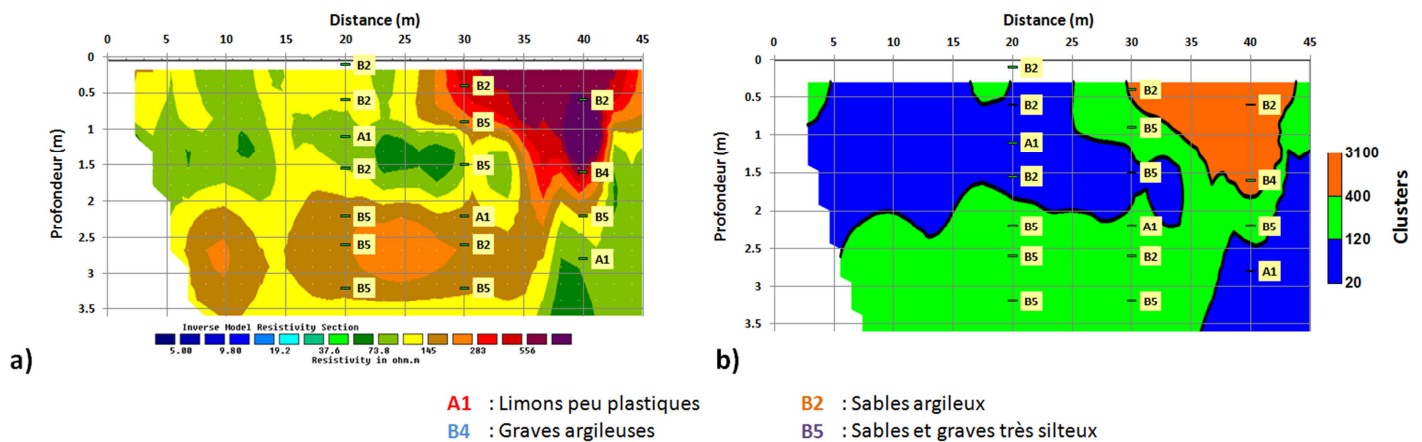 Distance (m)
0 5 10 15 20 25 30 35 40 45
Profondeur (m)
0
0.5
1
1.5
2
2.5
3
3.5
B2
B2
B2
B2
B5
A1
B2
B5
B4
B5
A1
B5
B5
B2
A1
B5
B5
Inverse Model Resistivity Section
5.00 9.80 19.2 37.6 73.8 145 283 556
Resistivity in ohm.m
a)
Distance (m)
0 5 10 15 20 25 30 35 40 45
Profondeur (m)
0
0.5
1
1.5
2
2.5
3
3.5
B2
B2
B2
B2
B5
A1
B2
B5
B4
B5
A1
B5
B5
B2
A1
B5
B5
3100
400
120
20
Clusters
b)
A1 : Limons peu plastiques
B2 : Sables argileux
B4 : Graves argileuses
B5 : Sables et graves très silteux